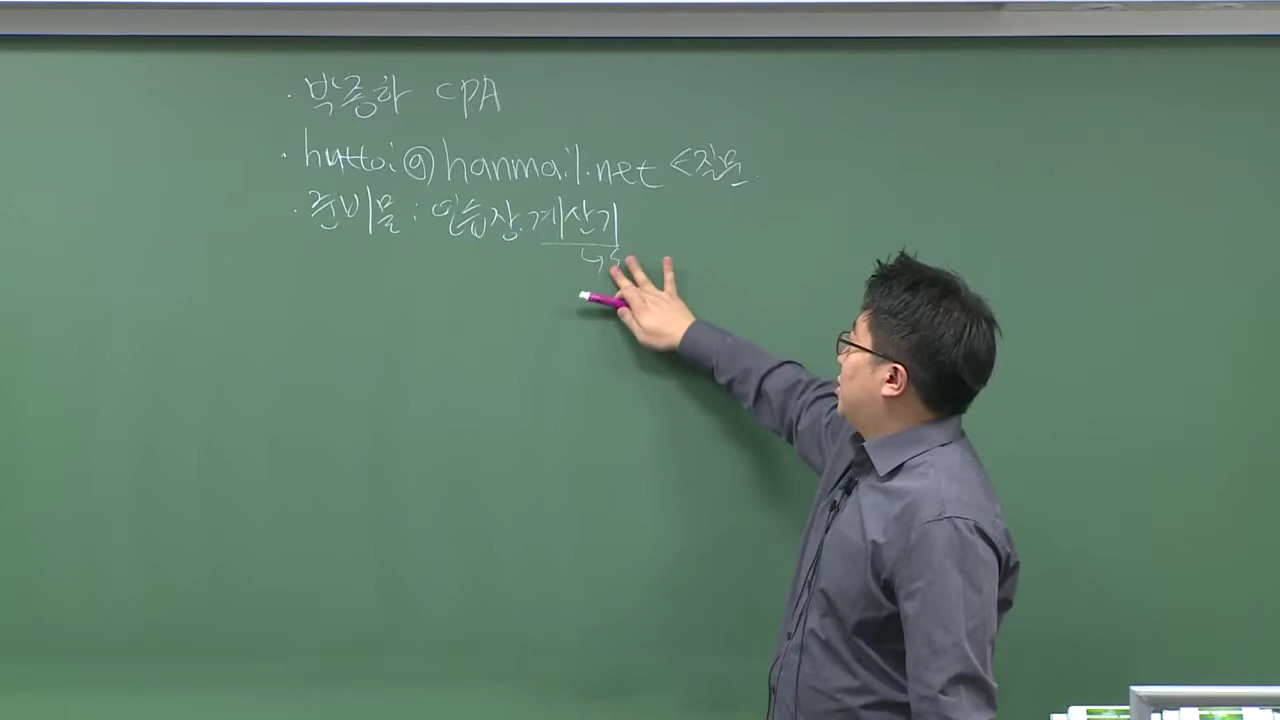 · 박종하 CPA
· huttoi@hanmail.net <질문.
· 준비물 : 연습장. 계산기